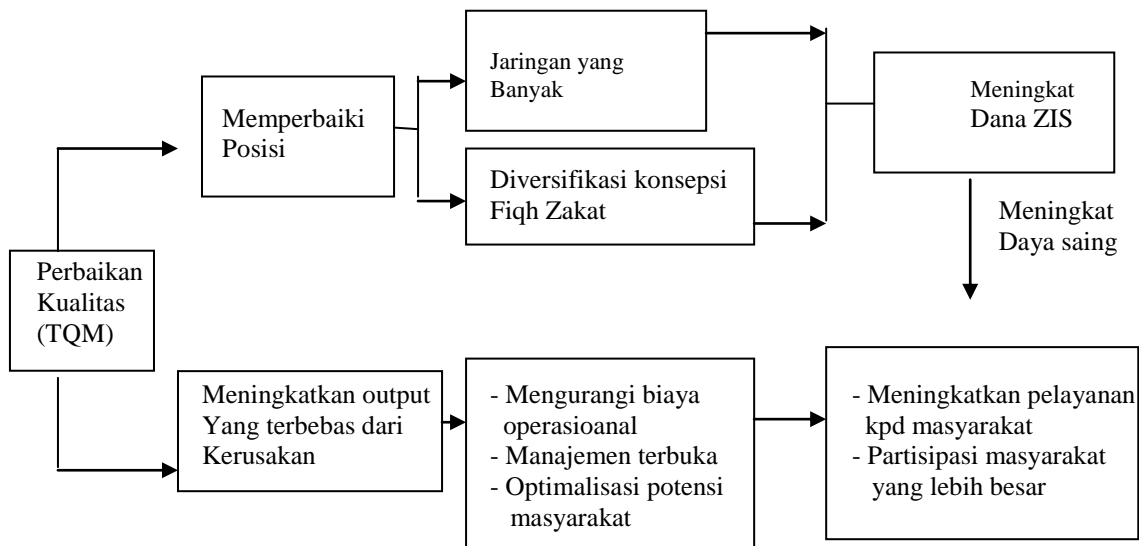 Jaringan yang
Banyak
Memperbaiki
Posisi
Meningkat
Dana ZIS
Diversifikasi konsepsi
Fiqh Zakat
Meningkat
Daya saing
Perbaikan
Kualitas
(TQM)
Meningkatkan output
Yang terbebas dari
Kerusakan
- Mengurangi biaya
operasioanal
- Manajemen terbuka
- Optimalisasi potensi
masyarakat
- Meningkatkan pelayanan
kpd masyarakat
- Partisipasi masyarakat
yang lebih besar